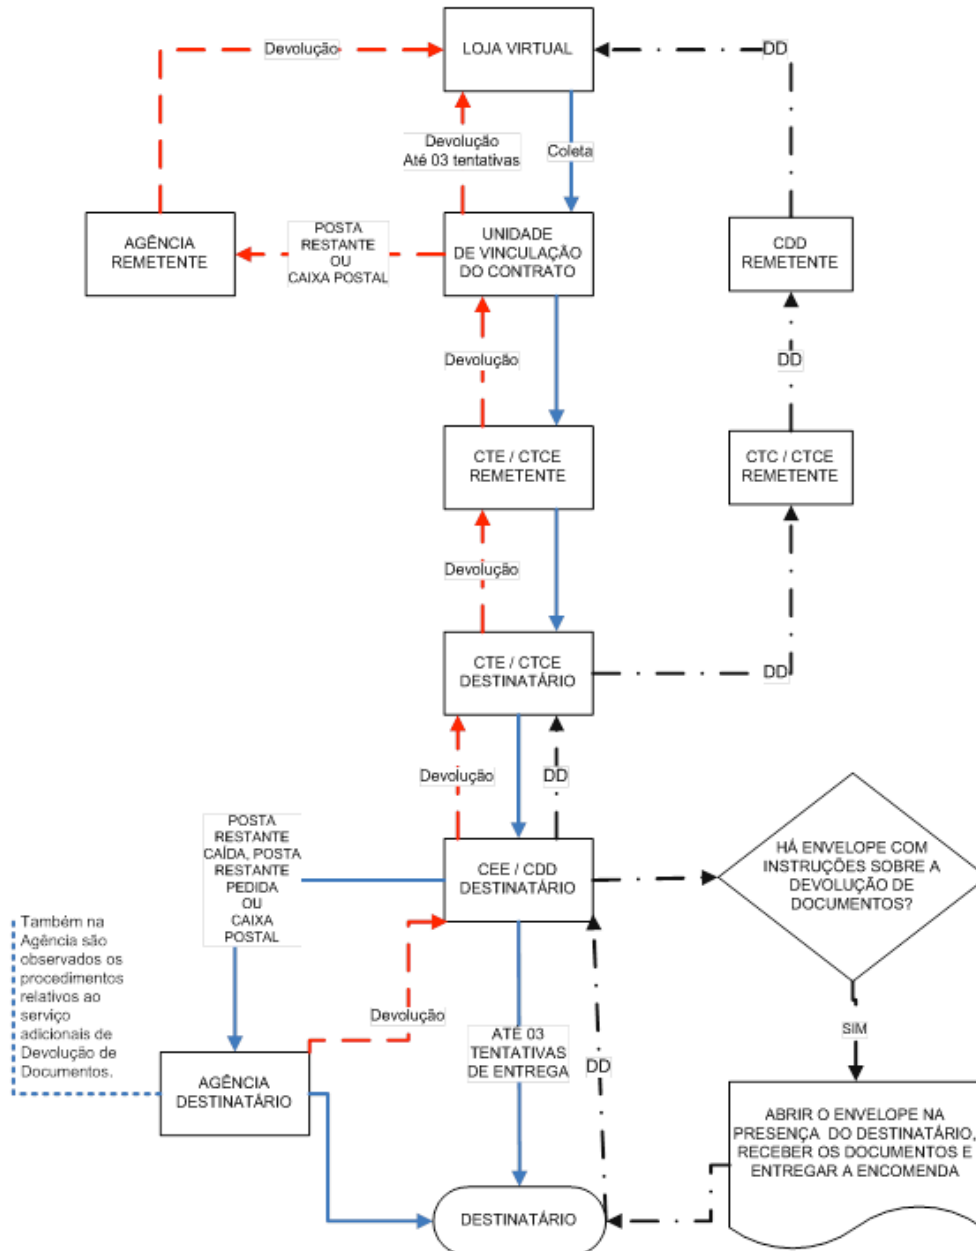 Devolução
LOJA VIRTUAL
DD
Devolução
Até 03 tentativas
Coleta
AGÊNCIA
REMETENTE
POSTA
RESTANTE
OU
CAIXA POSTAL
UNIDADE
DE VINCULAÇÃO
DO CONTRATO
CDD
REMETENTE
Devolução
DD
CTE / CTCE
REMETENTE
CTC / CTCE
REMETENTE
Devolução
CTE / CTCE
DESTINATÁRIO
DD
Devolução
DD
POSTA
RESTANTE
CAÍDA, POSTA
RESTANTE
PEDIDA
OU
CAIXA
POSTAL
CEE / CDD
DESTINATÁRIO
HÁ ENVELOPE COM
INSTRUÇÕES SOBRE A
DEVOLUÇÃO DE
DOCUMENTOS?
Também na
Agência são
observados os
procedimentos
relativos ao
serviço
adicionais de
Devolução de
Documentos.
Devolução
ATÉ 03
TENTATIVAS
DE ENTREGA
DD
SIM
AGÊNCIA
DESTINATÁRIO
ABRIR O ENVELOPE NA
PRESENÇA DO DESTINATÁRIO,
RECEBER OS DOCUMENTOS E
ENTREGAR A ENCOMENDA
DESTINATÁRIO